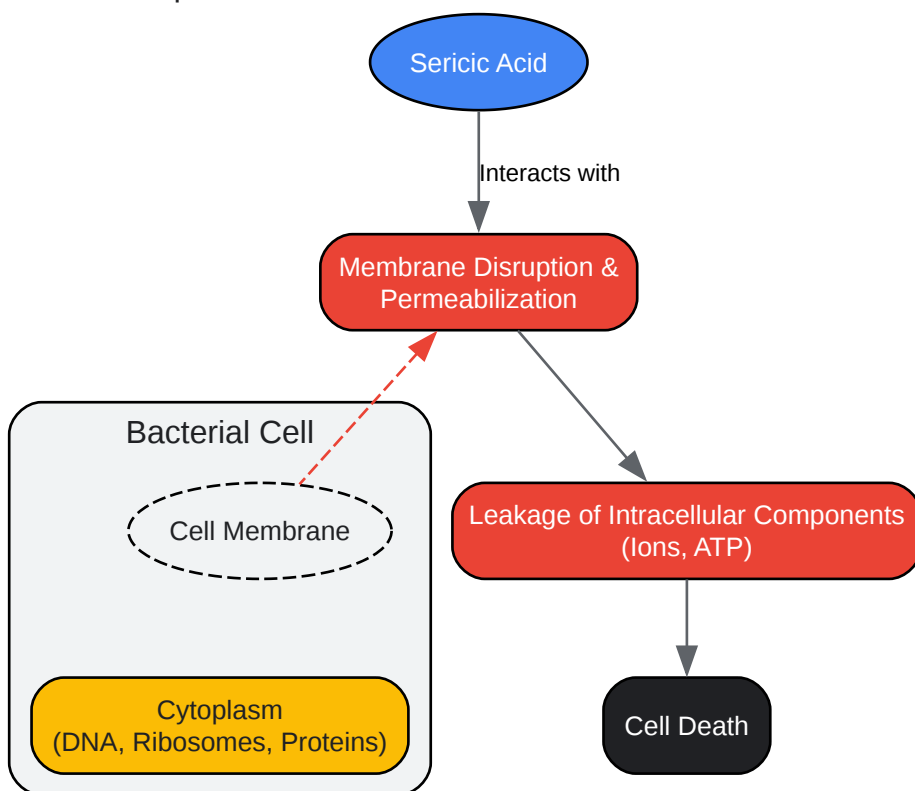 Sericic Acid
Interacts with
Membrane Disruption &
Permeabilization
Bacterial Cell
Cell Membrane
Leakage of Intracellular Components
(Ions, ATP)
Cytoplasm
(DNA, Ribosomes, Proteins)
Cell Death